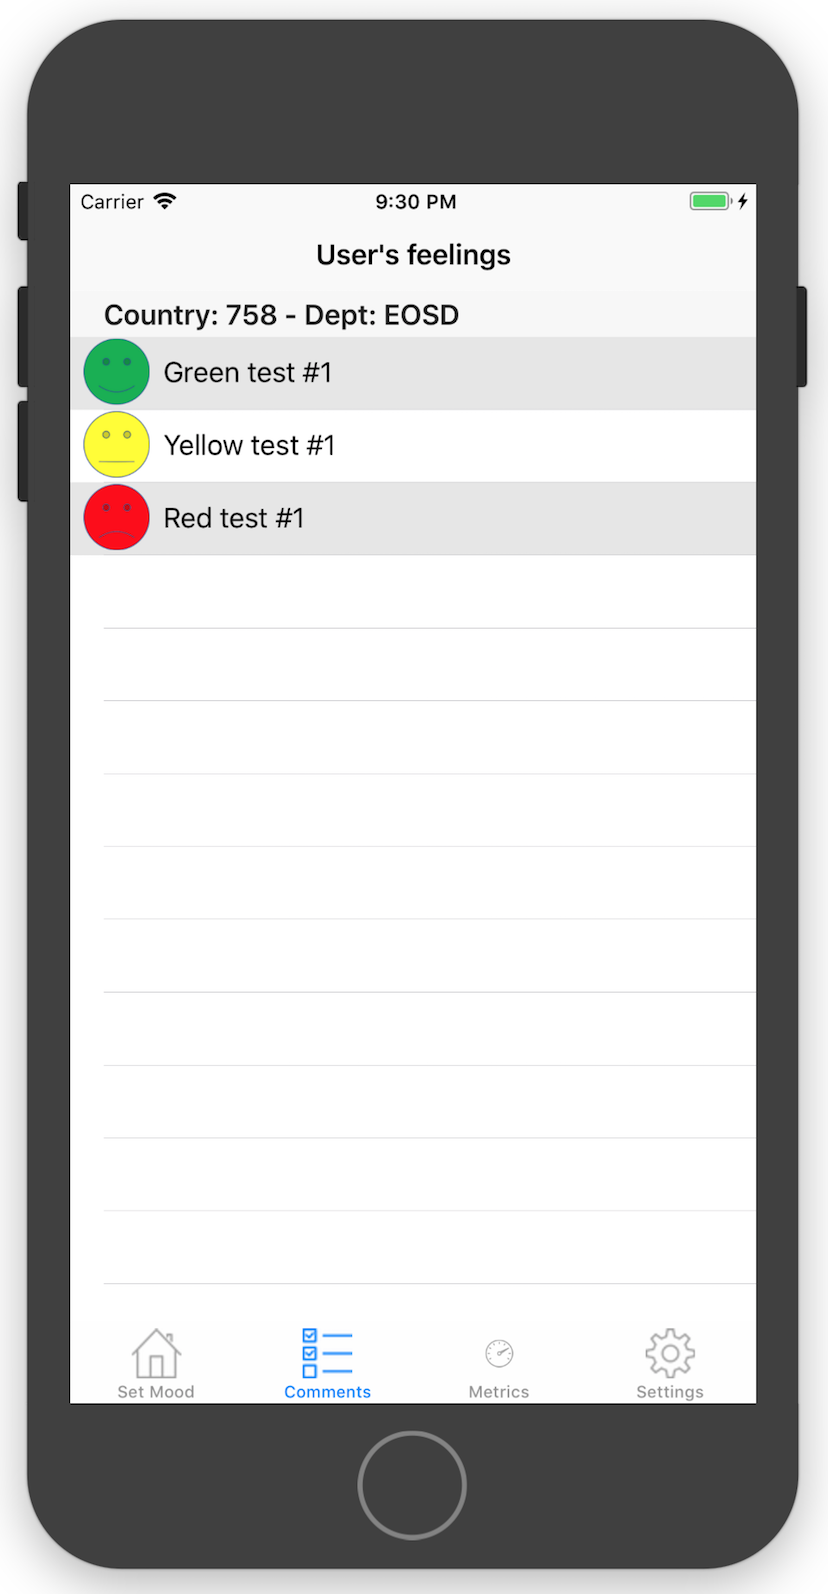 Carrier 9:30 PM
User's feelings
Country: 758 - Dept: EOSD
Green test #1
Yellow test #1
Red test #1
Set Mood Comments Metrics Settings